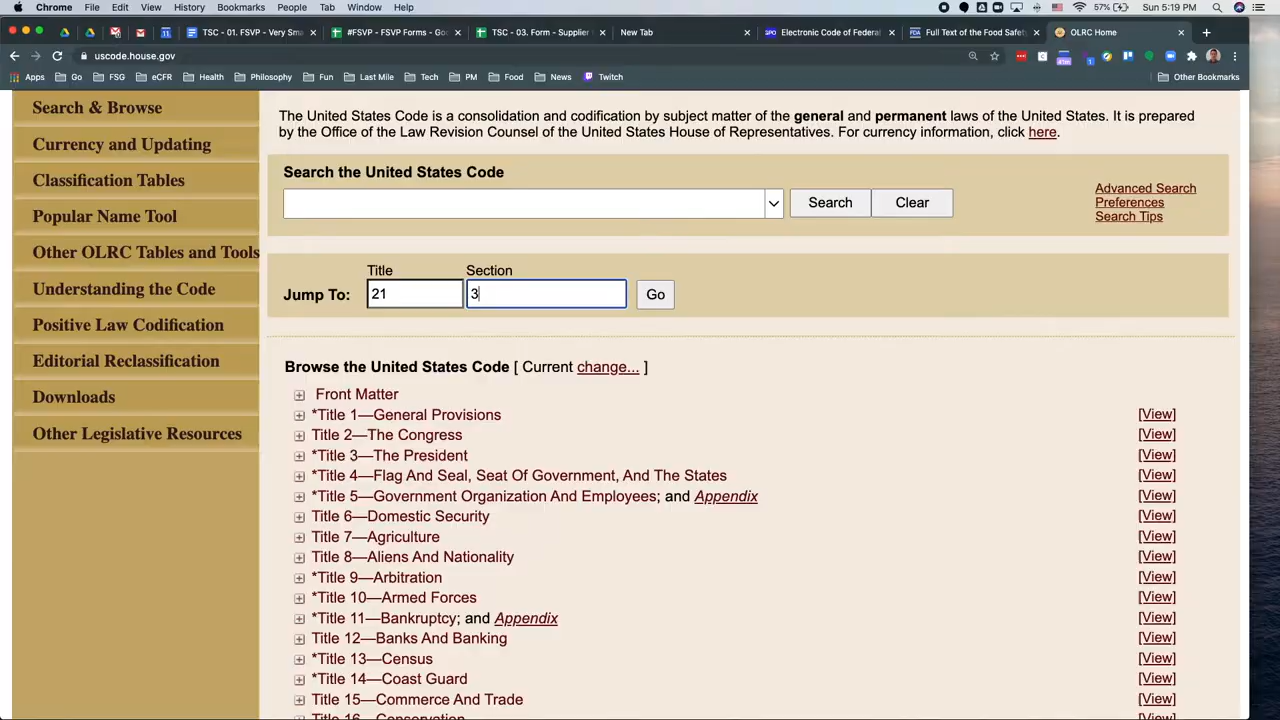 Chrome File Edit View History Bookmarks People Tab Window Help 57% Sun 5:19 PM
TSC - 01. FSVP - Very Sma #FSVP - FSVP Forms - Go TSC - 03. Form - Supplier New Tab GPO Electronic Code of Federal FDA Full Text of the Food Safety OLRC Home
uscode.house.gov
Apps Go FSG eCFR Health Philosophy Fun Last Mile Tech PM Food News Twitch Other Bookmarks
Search & Browse
Currency and Updating
Classification Tables
Popular Name Tool
Other OLRC Tables and Tools
Understanding the Code
Positive Law Codification
Editorial Reclassification
Downloads
Other Legislative Resources
The United States Code is a consolidation and codification by subject matter of the general and permanent laws of the United States. It is prepared
by the Office of the Law Revision Counsel of the United States House of Representatives. For currency information, click here.
Search the United States Code
Search Clear
Advanced Search
Preferences
Search Tips
Title Section
Jump To: 21 3 Go
Browse the United States Code [ Current change... ]
Front Matter
*Title 1—General Provisions [View]
Title 2—The Congress [View]
*Title 3—The President [View]
*Title 4—Flag And Seal, Seat Of Government, And The States [View]
*Title 5—Government Organization And Employees; and Appendix [View]
Title 6—Domestic Security [View]
Title 7—Agriculture [View]
Title 8—Aliens And Nationality [View]
*Title 9—Arbitration [View]
*Title 10—Armed Forces [View]
*Title 11—Bankruptcy; and Appendix [View]
Title 12—Banks And Banking [View]
*Title 13—Census [View]
*Title 14—Coast Guard [View]
Title 15—Commerce And Trade [View]
Title 16—Conservation [View]